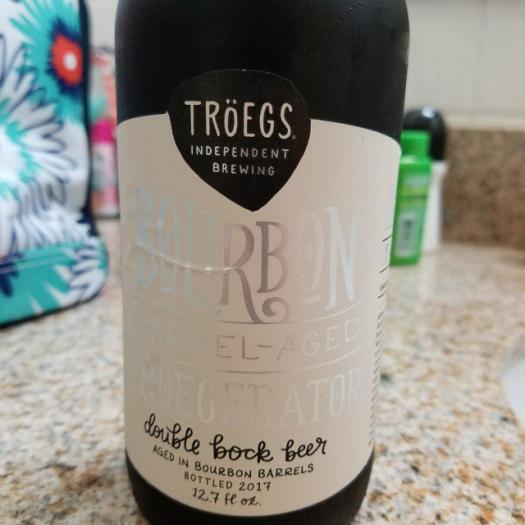 TRÖEGS
INDEPENDENT
BREWING
BOURBON
BARREL-AGED
TROEGENATOR
double bock beer
AGED IN BOURBON BARRELS
BOTTLED 2017
12.7 fl oz.